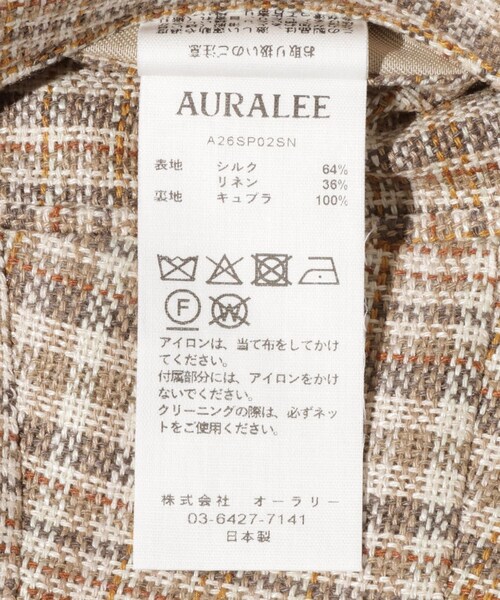 お取り扱いのご注意
AURALEE
A26SP02SN
表地 シルク 64%
リネン 36%
裏地 キュプラ 100%
F
W
アイロンは、当て布をしてかけ
てください。
付属部分には、アイロンをかけ
ないでください。
クリーニングの際は、必ずネッ
トをご使用ください。
株式会社 オーラリー
03-6427-7141
日本製